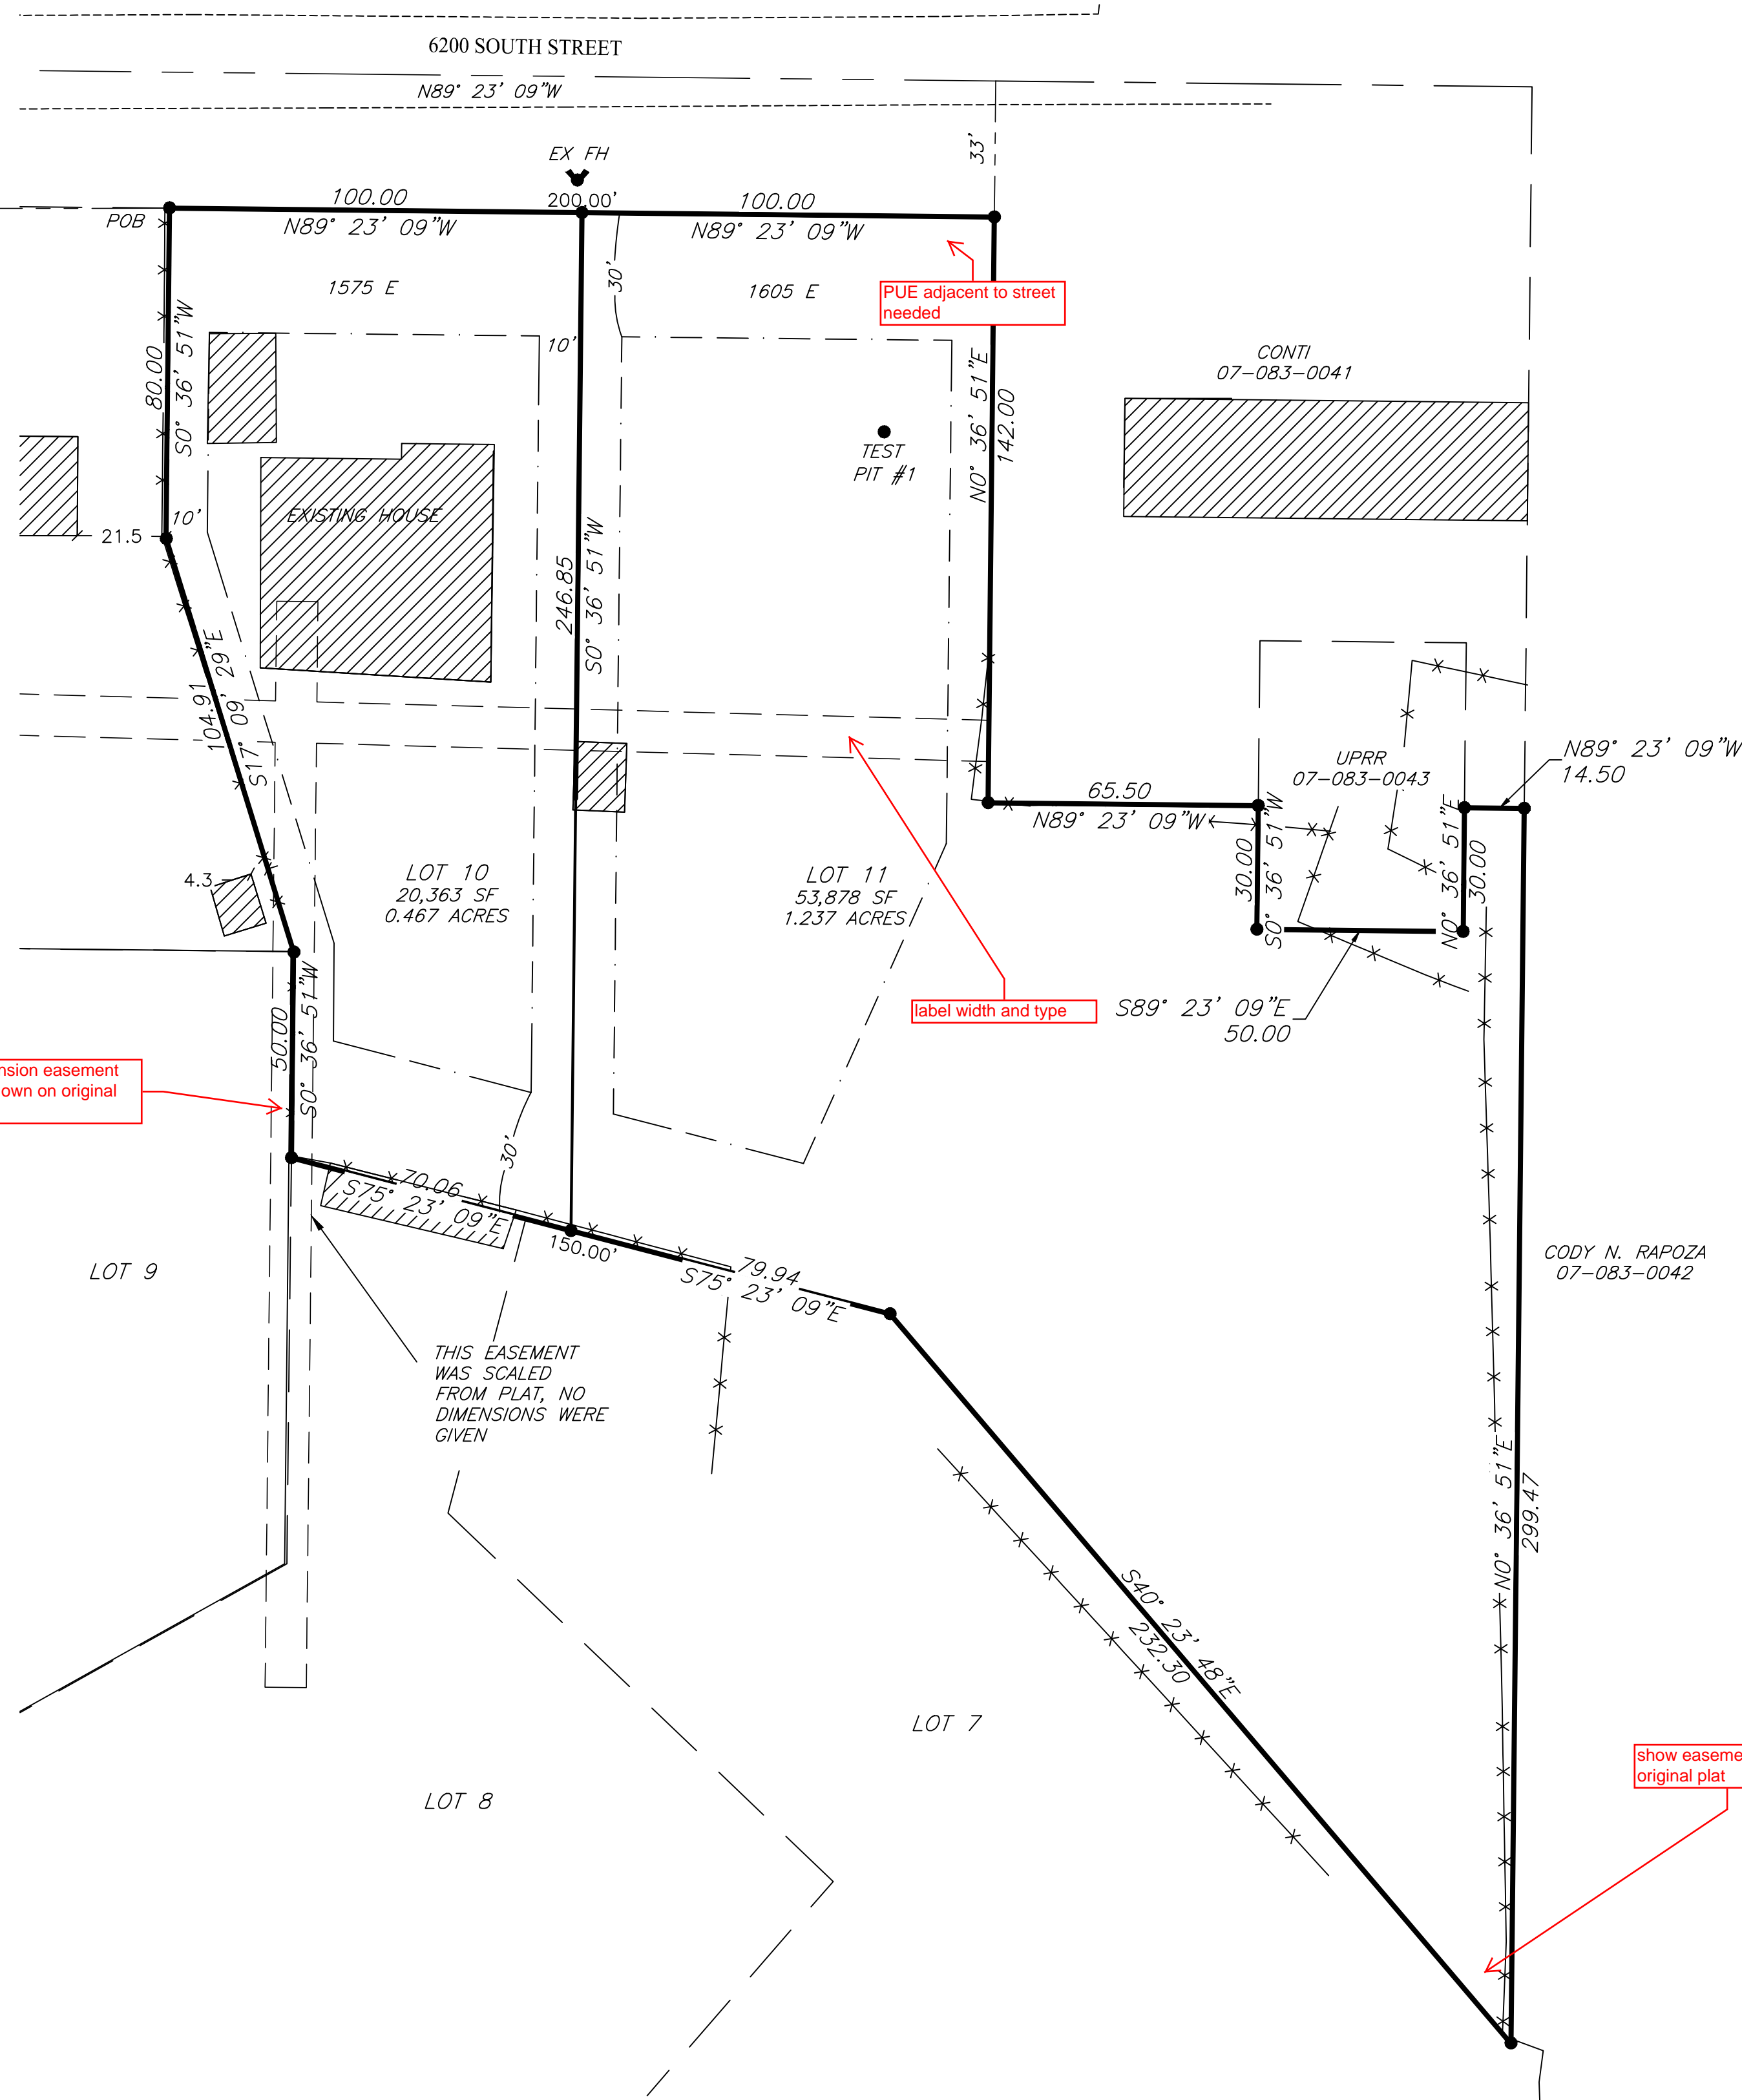 6200 SOUTH STREET
N89° 23' 09"W
33'
EX FH
200.00'
100.00
N89° 23' 09"W
100.00
N89° 23' 09"W
POB
1575 E
1605 E
30'
PUE adjacent to street
needed
80.00
S0° 36' 51"W
10'
N0° 36' 51"E
142.00
CONTI
07-083-0041
TEST
PIT #1
EXISTING HOUSE
10'
21.5
246.85
S0° 36' 51"W
104.91
S17° 09' 29"E
UPRR
07-083-0043
N89° 23' 09"W
14.50
65.50
N89° 23' 09"W
30.00
S0° 36' 51"W
N0° 36' 51"E
30.00
4.3
LOT 10
20,363 SF
0.467 ACRES
LOT 11
53,878 SF
1.237 ACRES
label width and type
S89° 23' 09"E
50.00
50.00
S0° 36' 51"W
nsion easement
own on original
30'
70.06
S75° 23' 09"E
150.00'
79.94
S75° 23' 09"E
LOT 9
CODY N. RAPOZA
07-083-0042
THIS EASEMENT
WAS SCALED
FROM PLAT, NO
DIMENSIONS WERE
GIVEN
N0° 36' 51"E
299.47
S40° 23' 48"E
232.30
LOT 7
LOT 8
show easeme
original plat